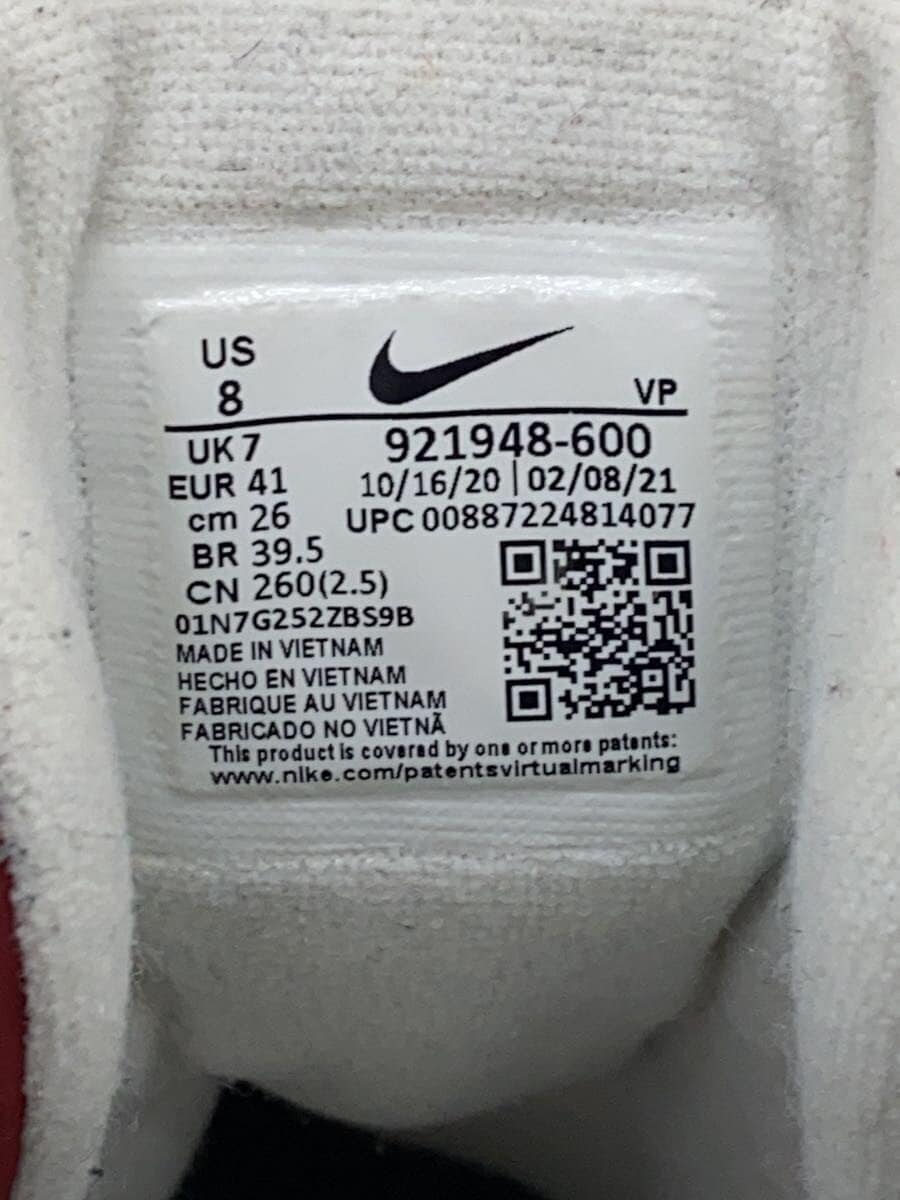 US
8
VP
UK 7
921948-600
EUR 41
10/16/20 | 02/08/21
cm 26
UPC 00887224814077
BR 39.5
CN 260(2.5)
01N7G252ZBS9B
MADE IN VIETNAM
HECHO EN VIETNAM
FABRIQUE AU VIETNAM
FABRICADO NO VIETNÃ
This product is covered by one or more patents:
www.nike.com/patentsvirtualmarking